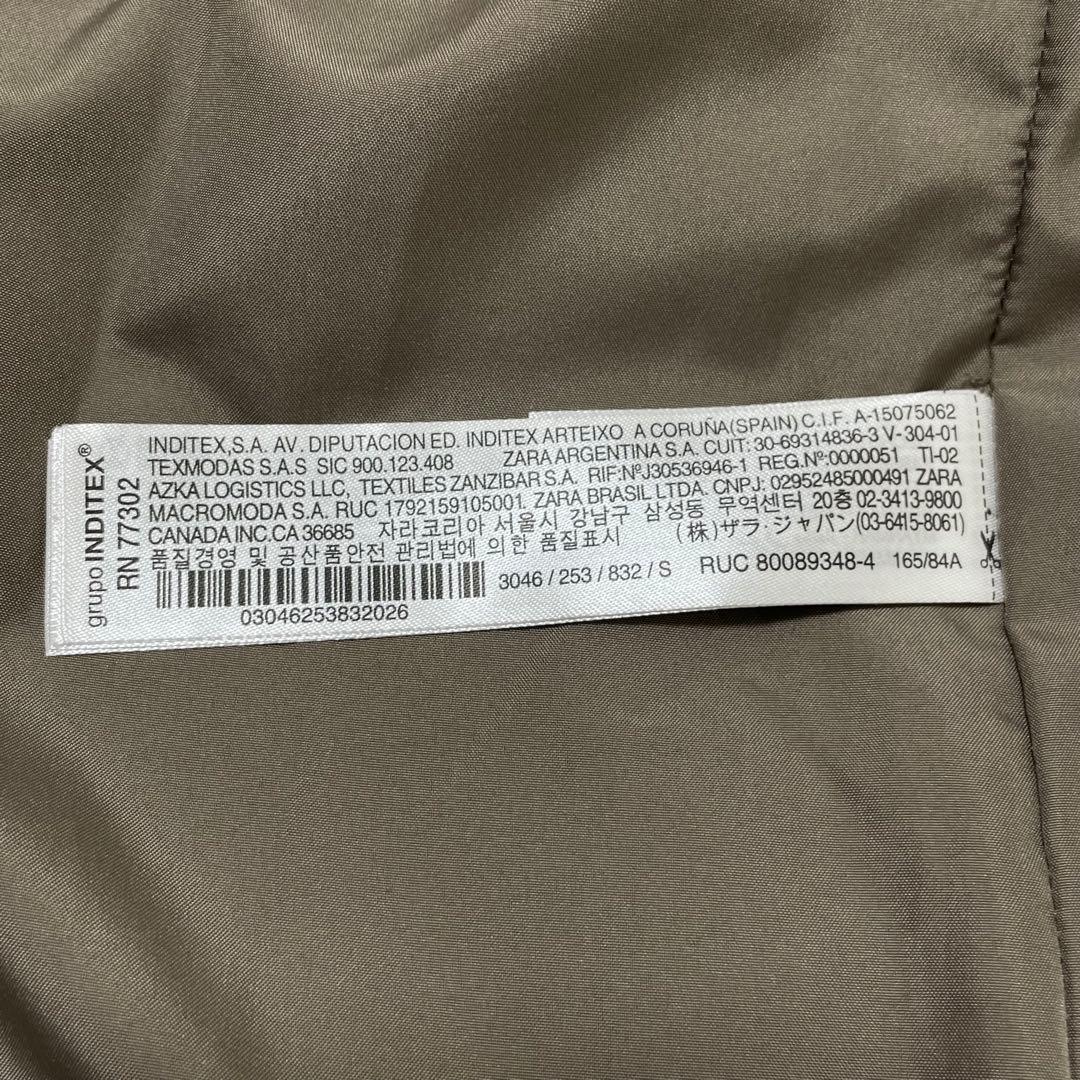 grupo INDITEX®
RN 77302
INDITEX,S.A. AV. DIPUTACION ED. INDITEX ARTEIXO A CORUÑA(SPAIN) C.I.F. A-15075062
TEXMODAS S.A.S SIC 900.123.408 ZARA ARGENTINA S.A. CUIT: 30-69314836-3 V-304-01
AZKA LOGISTICS LLC, TEXTILES ZANZIBAR S.A. RIF:NºJ30536946-1 REG.Nº:0000051 TI-02
MACROMODA S.A. RUC 1792159105001. ZARA BRASIL LTDA. CNPJ: 02952485000491 ZARA
CANADA INC.CA 36685 자라코리아 서울시 강남구 삼성동 무역센터 20층 02-3413-9800
품질경영 및 공산품안전 관리법에 의한 품질표시 (株)ザラ・ジャパン(03-6415-8061)
3046 / 253 / 832 / S RUC 80089348-4 165/84A
03046253832026